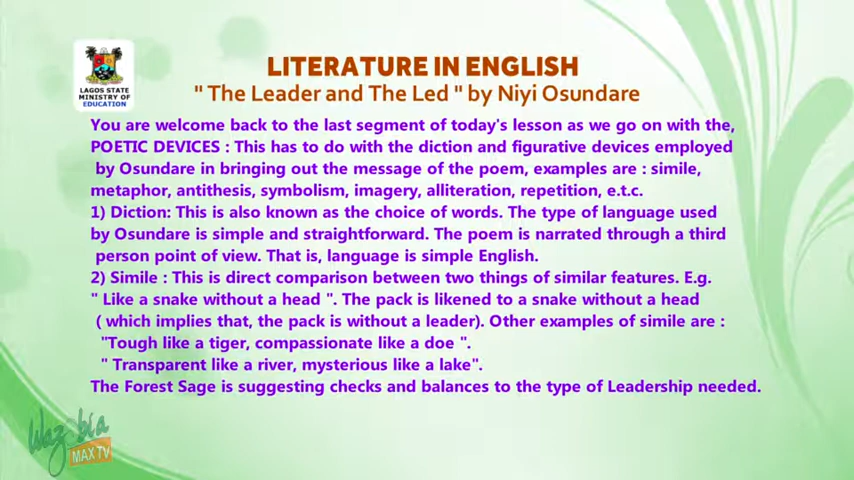 LAGOS STATE
MINISTRY OF
EDUCATION
LITERATURE IN ENGLISH
" The Leader and The Led " by Niyi Osundare
You are welcome back to the last segment of today's lesson as we go on with the,
POETIC DEVICES : This has to do with the diction and figurative devices employed
by Osundare in bringing out the message of the poem, examples are : simile,
metaphor, antithesis, symbolism, imagery, alliteration, repetition, e.t.c.
1) Diction: This is also known as the choice of words. The type of language used
by Osundare is simple and straightforward. The poem is narrated through a third
person point of view. That is, language is simple English.
2) Simile : This is direct comparison between two things of similar features. E.g.
" Like a snake without a head ". The pack is likened to a snake without a head
( which implies that, the pack is without a leader). Other examples of simile are :
"Tough like a tiger, compassionate like a doe ".
" Transparent like a river, mysterious like a lake".
The Forest Sage is suggesting checks and balances to the type of Leadership needed.
Wazobia
MAX TV